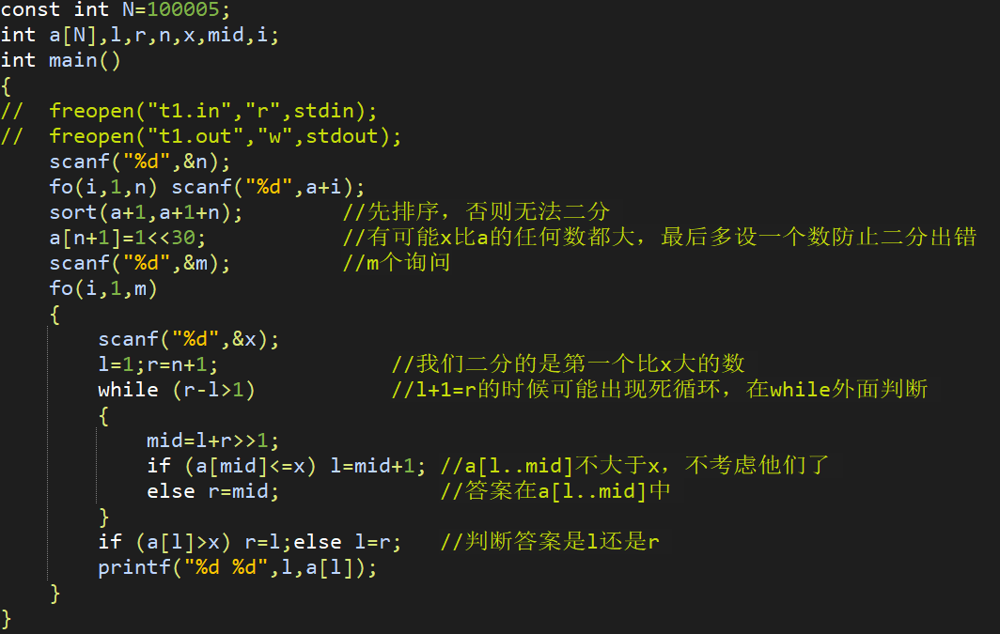 const int N=100005;
int a[N],l,r,n,x,mid,i;
int main()
{
//  freopen("t1.in","r",stdin);
//  freopen("t1.out","w",stdout);
    scanf("%d",&n);
    fo(i,1,n) scanf("%d",a+i);
    sort(a+1,a+1+n);        //先排序，否则无法二分
    a[n+1]=1<<30;           //有可能x比a的任何数都大，最后多设一个数防止二分出错
    scanf("%d",&m);         //m个询问
    fo(i,1,m)
    {
        scanf("%d",&x);
        l=1;r=n+1;              //我们二分的是第一个比x大的数
        while (r-l>1)           //l+1=r的时候可能出现死循环，在while外面判断
        {
            mid=l+r>>1;
            if (a[mid]<=x) l=mid+1; //a[l..mid]不大于x，不考虑他们了
            else r=mid;             //答案在a[l..mid]中
        }
        if (a[l]>x) r=l;else l=r;   //判断答案是l还是r
        printf("%d %d",l,a[l]);
    }
}